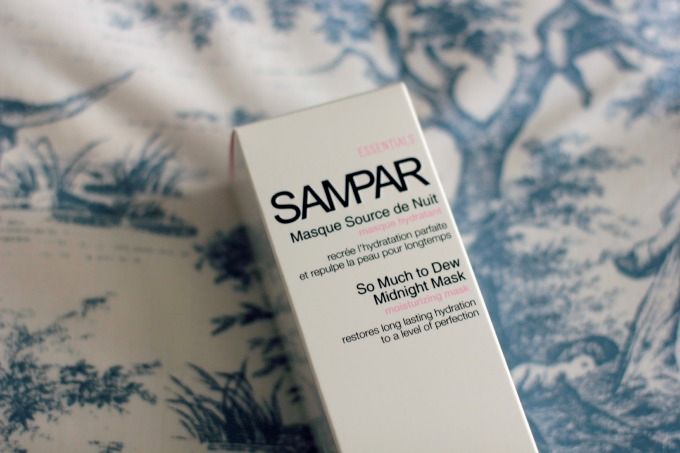 ESSENTIALS
SAMPAR
Masque Source de Nuit
masque hydratant
recrée l'hydratation parfaite
et repulpe la peau pour longtemps
So Much to Dew
Midnight Mask
moisturizing mask
restores long lasting hydration
to a level of perfection